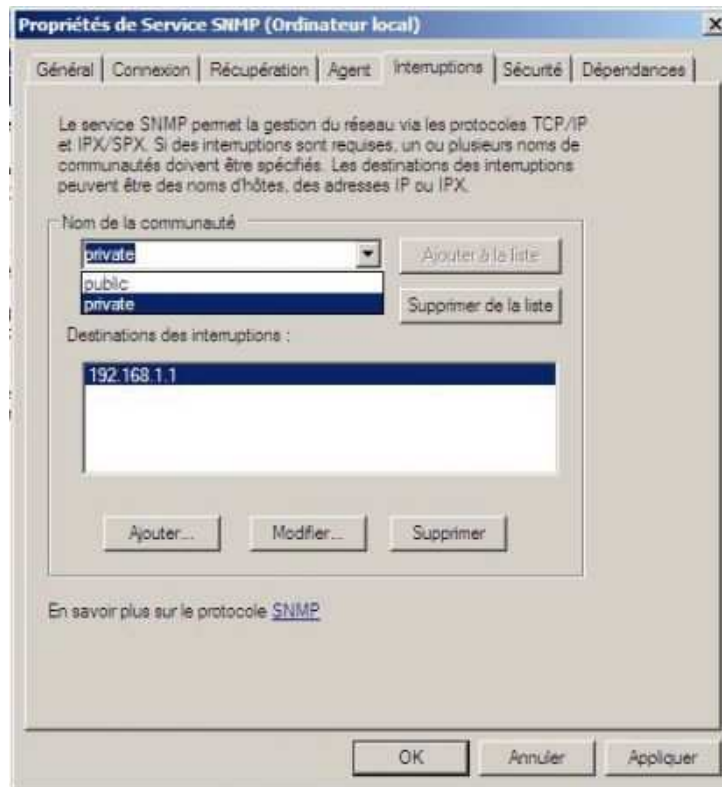 Propriétés de Service SNMP (Ordinateur local)
Général Connexion Récupération Agent Interruptions Sécurité Dépendances
Le service SNMP permet la gestion du réseau via les protocoles TCP/IP
et IPX/SPX. Si des interruptions sont requises, un ou plusieurs noms de
communautés doivent être spécifiés. Les destinations des interruptions
peuvent être des noms d'hôtes, des adresses IP ou IPX.
Nom de la communauté
private
Ajouter à la liste
public
private
Supprimer de la liste
Destinations des interruptions :
192.168.1.1
Ajouter... Modifier... Supprimer
En savoir plus sur le protocole SNMP
OK Annuler Appliquer